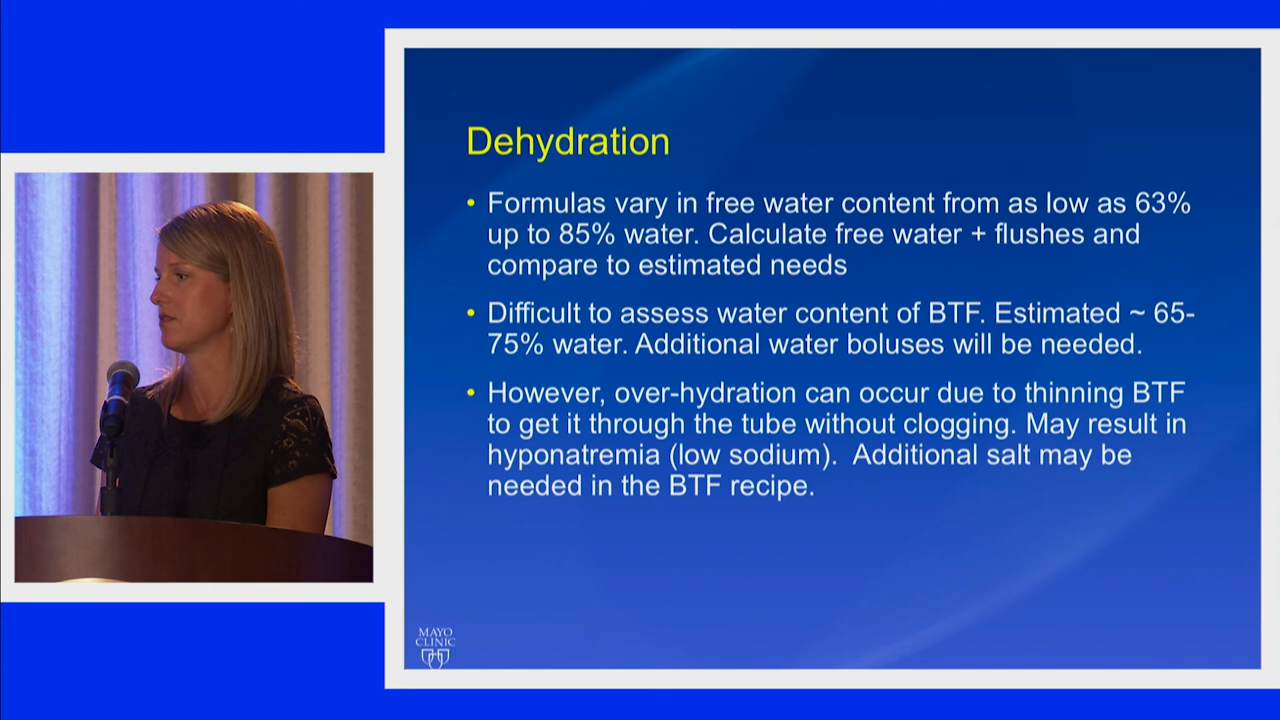 Dehydration
• Formulas vary in free water content from as low as 63%
up to 85% water. Calculate free water + flushes and
compare to estimated needs
• Difficult to assess water content of BTF. Estimated ~ 65-
75% water. Additional water boluses will be needed.
• However, over-hydration can occur due to thinning BTF
to get it through the tube without clogging. May result in
hyponatremia (low sodium).  Additional salt may be
needed in the BTF recipe.
MAYO
CLINIC